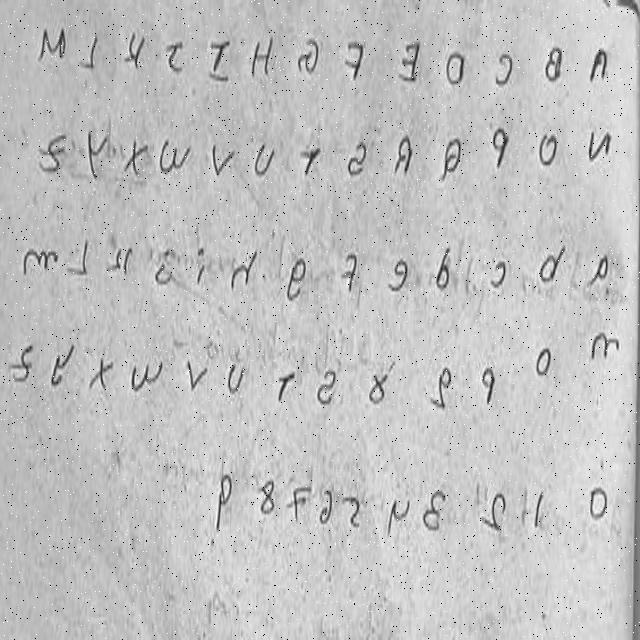 A B C D E F G H I J K L M
N O P Q R S T U V W X Y Z
a b c d e f g h i j k l m
n o p q r s t u v w x y z
0 1 2 3 4 5 6 7 8 9